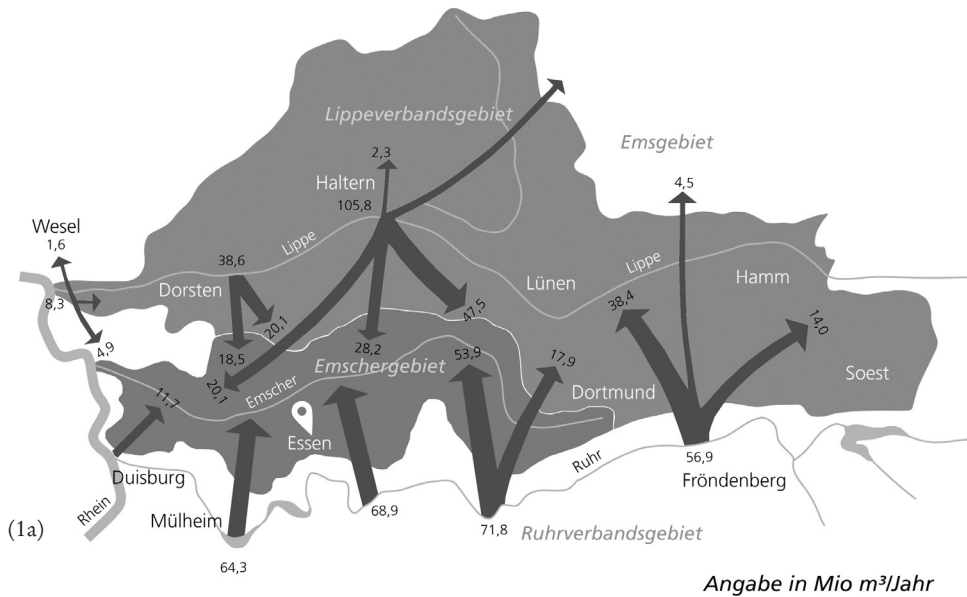 Lippeverbandsgebiet
Emsgebiet
2,3
Haltern
4,5
105,8
Wesel
1,6
Lippe
38,6
Lippe
Hamm
Dorsten
Lünen
8,3
38,4
14,0
47,5
20,1
4,9
18,5
28,2
53,9
17,9
Emschergebiet
20,1
Emscher
Soest
Dortmund
11,7
Essen
Ruhr
56,9
Duisburg
Fröndenberg
Rhein
Mülheim
68,9
71,8
Ruhrverbandsgebiet
(1a)
64,3
Angabe in Mio m³/Jahr